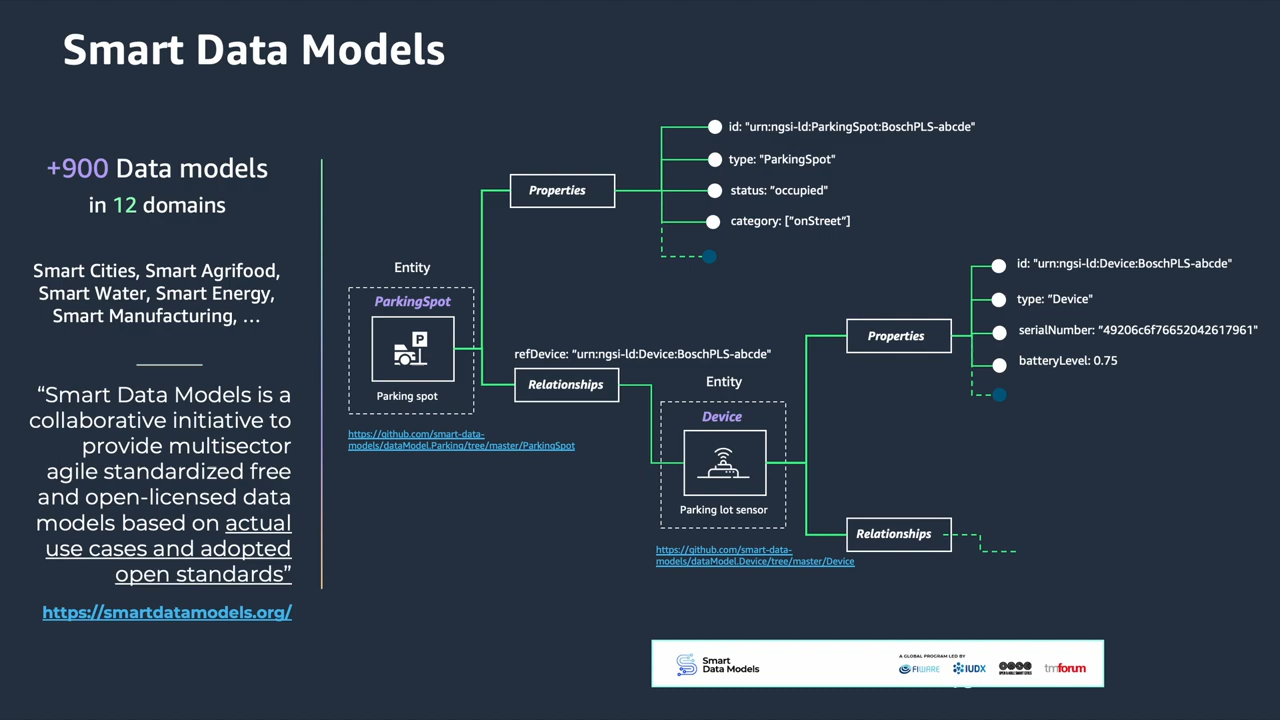 Smart Data Models
+900 Data models
in 12 domains
Smart Cities, Smart Agrifood,
Smart Water, Smart Energy,
Smart Manufacturing, ...
“Smart Data Models is a
collaborative initiative to
provide multisector
agile standardized free
and open-licensed data
models based on actual
use cases and adopted
open standards”
https://smartdatamodels.org/
Entity
ParkingSpot
P
Parking spot
https://github.com/smart-data-
models/dataModel.Parking/tree/master/ParkingSpot
Properties
id: "urn:ngsi-ld:ParkingSpot:BoschPLS-abcde"
type: "ParkingSpot"
status: "occupied"
category: ["onStreet"]
refDevice: "urn:ngsi-ld:Device:BoschPLS-abcde"
Relationships
Entity
Device
Parking lot sensor
https://github.com/smart-data-
models/dataModel.Device/tree/master/Device
Properties
id: "urn:ngsi-ld:Device:BoschPLS-abcde"
type: "Device"
serialNumber: "49206c6f76652042617961"
batteryLevel: 0.75
Relationships
Smart
Data Models
A GLOBAL PROGRAM LED BY
FIWARE
IUDX
OPEN & AGILE SMART CITIES
tmforum